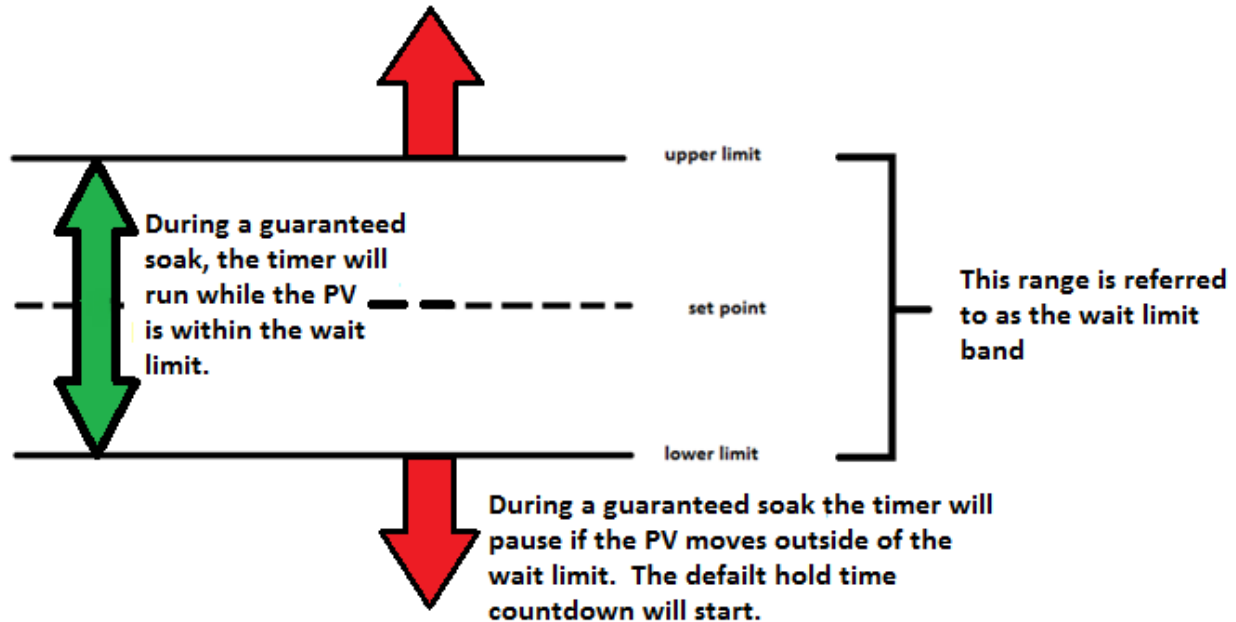 upper limit
During a guaranteed
soak, the timer will
run while the PV
is within the wait
limit.
set point
This range is referred
to as the wait limit
band
lower limit
During a guaranteed soak the timer will
pause if the PV moves outside of the
wait limit.  The defailt hold time
countdown will start.